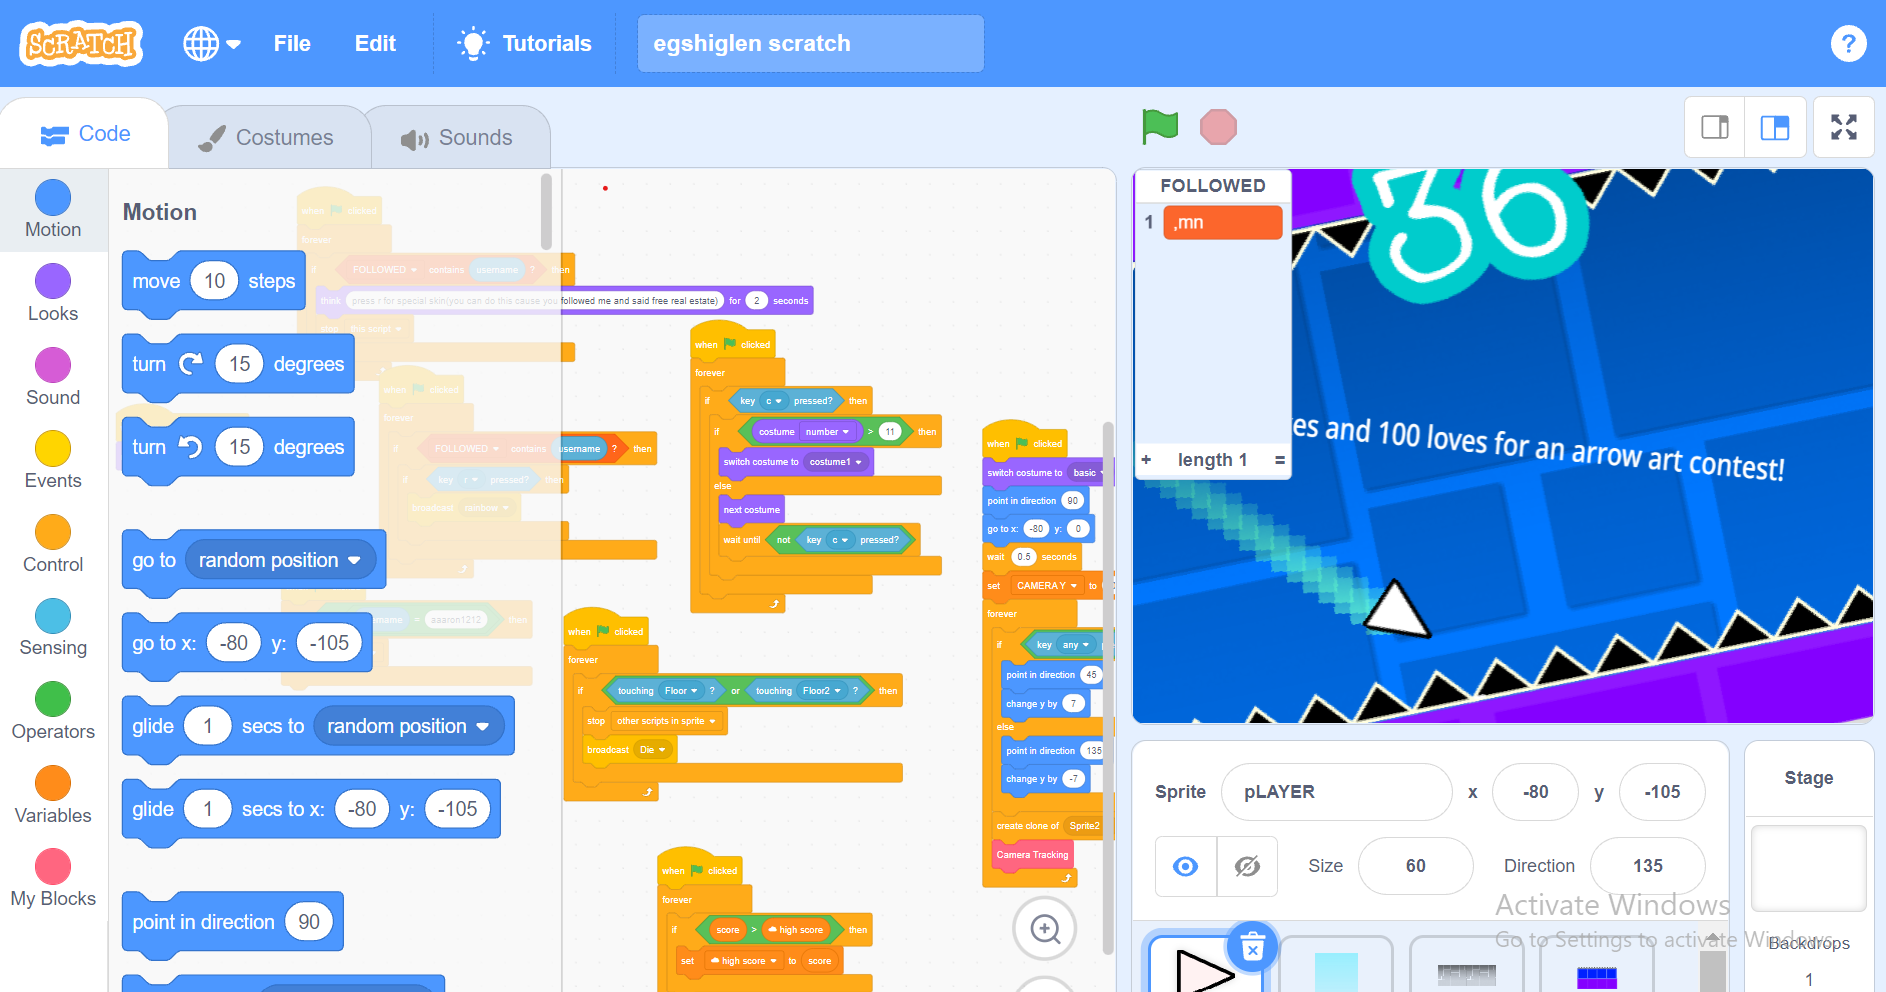 SCRATCH
File
Edit
Tutorials
egshiglen scratch
?
Code
Costumes
Sounds
Motion
Looks
Sound
Events
Control
Sensing
Operators
Variables
My Blocks
Motion
move 10 steps
turn 15 degrees
turn 15 degrees
go to random position
go to x: -80 y: -105
glide 1 secs to random position
glide 1 secs to x: -80 y: -105
point in direction 90
when clicked
forever
if FOLLOWED contains username ? then
think press r for special skin(you can do this cause you followed me and said free real estate) for 2 seconds
stop this script
when clicked
forever
if FOLLOWED contains username ? then
if key r pressed? then
broadcast rainbow
= aaaron1212 then
when clicked
forever
if key c pressed? then
if costume number > 11 then
switch costume to costume1
else
next costume
wait until not key c pressed?
when clicked
forever
if touching Floor ? or touching Floor2 ? then
stop other scripts in sprite
broadcast Die
when clicked
forever
if score > high score then
set high score to score
when clicked
switch costume to basic
point in direction 90
go to x: -80 y: 0
wait 0.5 seconds
set CAMERA Y to
forever
if key any
point in direction 45
change y by 7
else
point in direction 135
change y by -7
create clone of Sprite2
Camera Tracking
FOLLOWED
1 ,mn
+ length 1 =
36
es and 100 loves for an arrow art contest!
Sprite pLAYER x -80 y -105
Size 60 Direction 135
Stage
Backdrops
1
Activate Windows
Go to Settings to activate Windows.